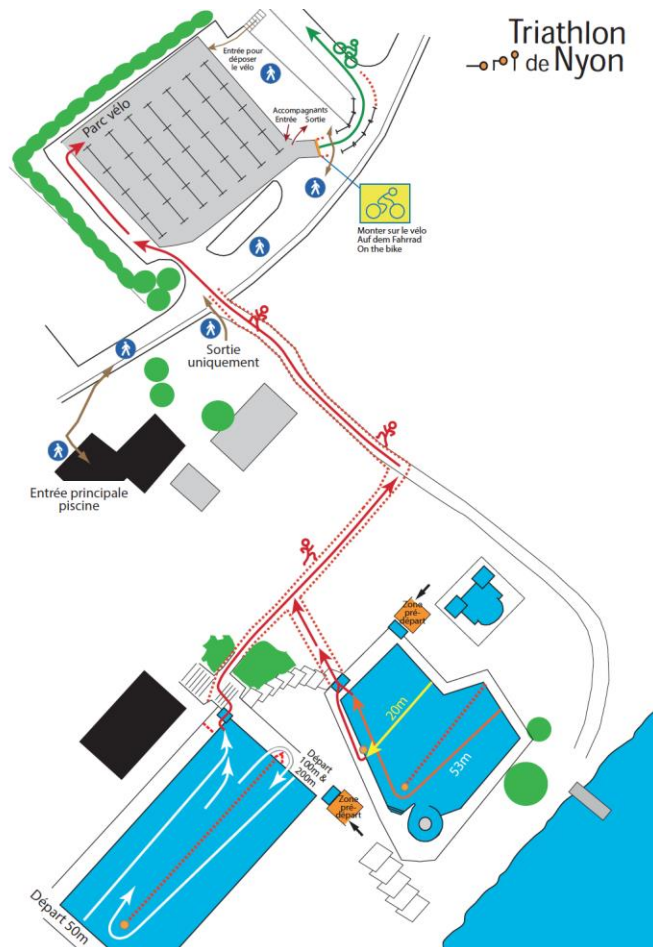 Triathlon
de Nyon
Entrée pour
déposer
le vélo
Parc vélo
Accompagnants
Entrée Sortie
Monter sur le vélo
Auf dem Fahrrad
On the bike
Sortie
uniquement
Entrée principale
piscine
Zone
pré-
départ
20m
53m
Départ
100m &
200m
Zone
pré-
départ
Départ 50m